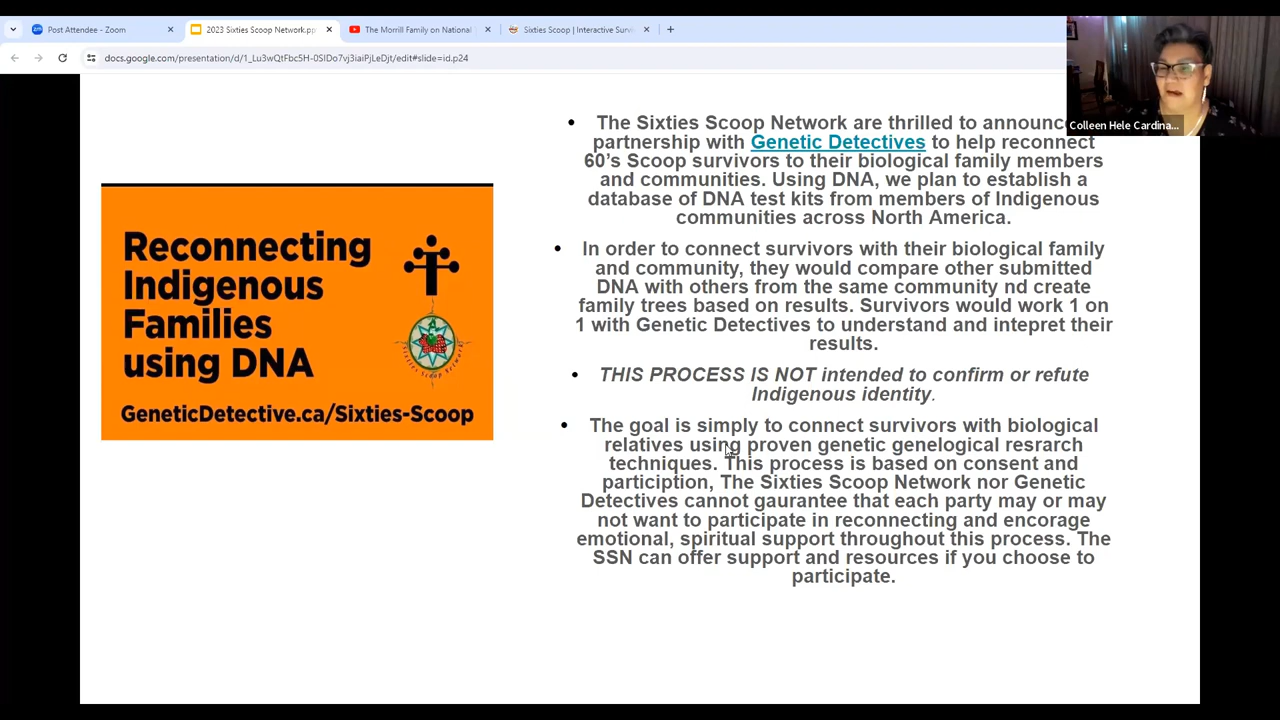 Post Attendee - Zoom
2023 Sixties Scoop Network.pp
The Morrill Family on National
Sixties Scoop | Interactive Surv
docs.google.com/presentation/d/1_Lu3wQtFbc5H-0SlDo7vj3iaiPjLeDjt/edit#slide=id.p24
Colleen Hele Cardina...
Reconnecting
Indigenous
Families
using DNA
GeneticDetective.ca/Sixties-Scoop
• The Sixties Scoop Network are thrilled to announc
partnership with Genetic Detectives to help reconnect
60's Scoop survivors to their biological family members
and communities. Using DNA, we plan to establish a
database of DNA test kits from members of Indigenous
communities across North America.
• In order to connect survivors with their biological family
and community, they would compare other submitted
DNA with others from the same community nd create
family trees based on results. Survivors would work 1 on
1 with Genetic Detectives to understand and intepret their
results.
• THIS PROCESS IS NOT intended to confirm or refute
Indigenous identity.
• The goal is simply to connect survivors with biological
relatives using proven genetic genelogical resrarch
techniques. This process is based on consent and
particiption, The Sixties Scoop Network nor Genetic
Detectives cannot gaurantee that each party may or may
not want to participate in reconnecting and encorage
emotional, spiritual support throughout this process. The
SSN can offer support and resources if you choose to
participate.